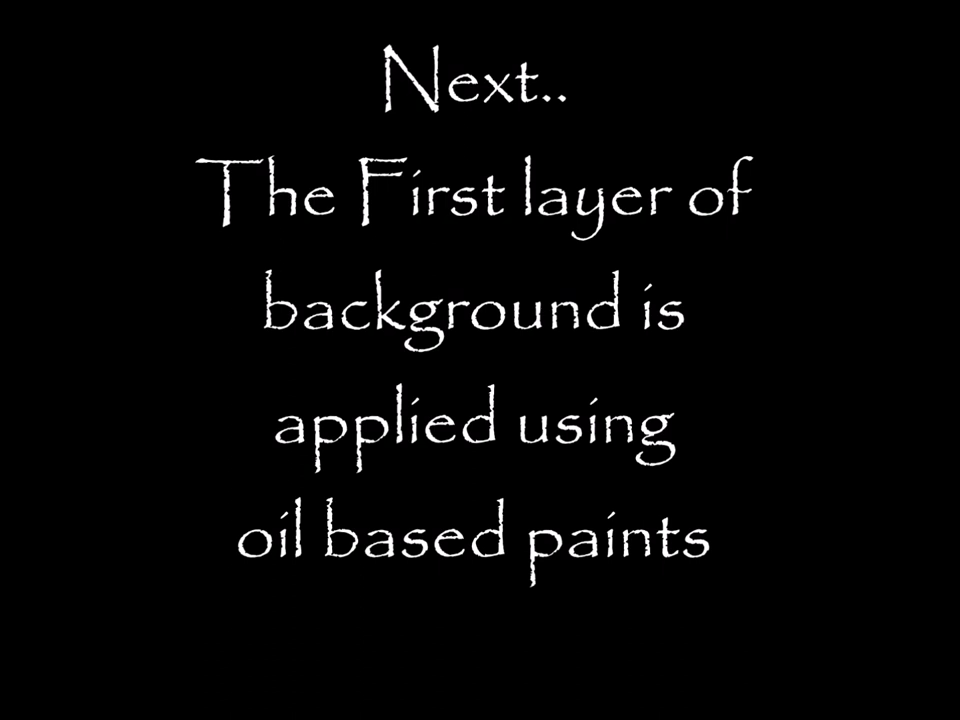 Next..
The First layer of
background is
applied using
oil based paints